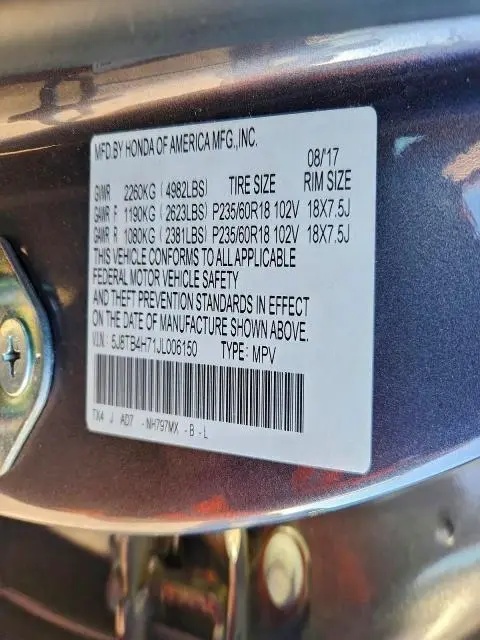 MFD.BY HONDA OF AMERICA MFG.,INC.
08/'17
GVWR 2260KG (4982LBS) TIRE SIZE RIM SIZE
GAWR F 1190KG (2623LBS) P235/60R18 102V 18X7.5J
GAWR R 1080KG (2381LBS) P235/60R18 102V 18X7.5J
THIS VEHICLE CONFORMS TO ALL APPLICABLE
FEDERAL MOTOR VEHICLE SAFETY
AND THEFT PREVENTION STANDARDS IN EFFECT
ON THE DATE OF MANUFACTURE SHOWN ABOVE.
VIN: 5J8TB4H71JL006150 TYPE: MPV
TX4 J AD7 -NH797MX -B-L